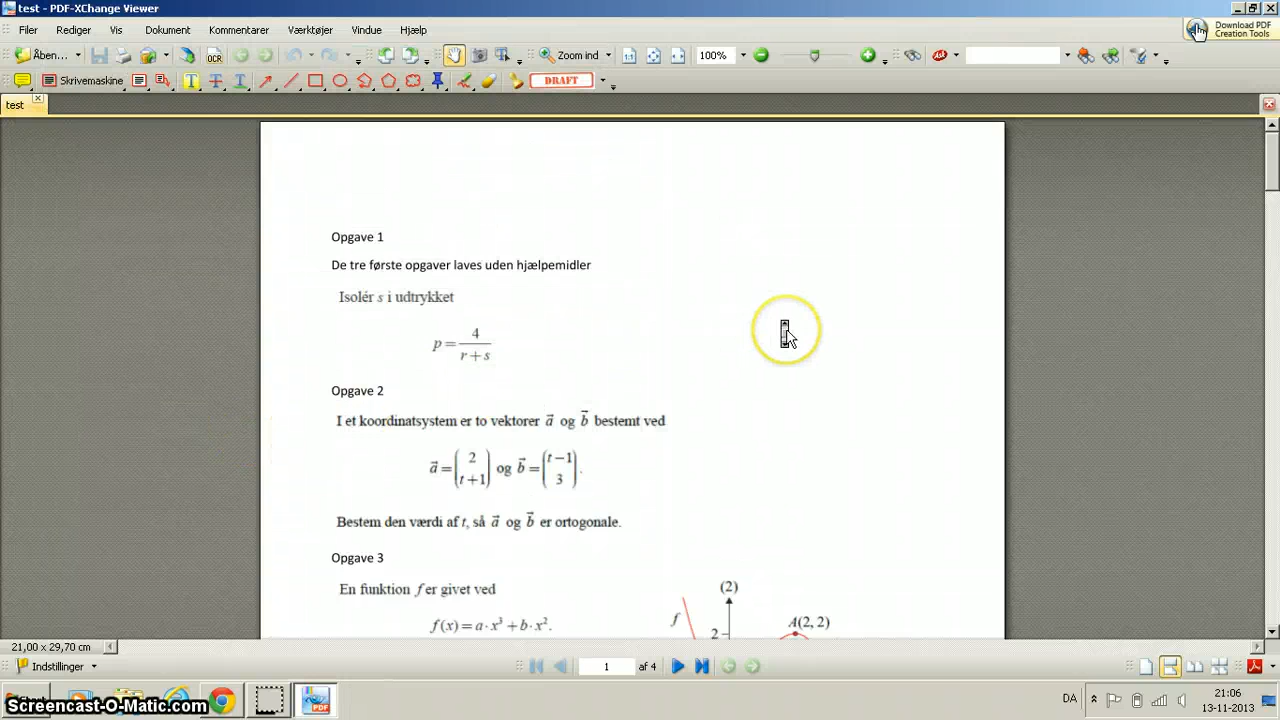 test - PDF-XChange Viewer
Filer Rediger Vis Dokument Kommentarer Værktøjer Vindue Hjælp
Download PDF
Creation Tools
Åben... OCR Zoom ind 1:1 100%
Skrivemaskine T T T DRAFT
test
Opgave 1
De tre første opgaver laves uden hjælpemidler
Isolér s i udtrykket
p = 4 / (r + s)
Opgave 2
I et koordinatsystem er to vektorer a⃗ og b⃗ bestemt ved
a⃗ = (2, t+1) og b⃗ = (t−1, 3).
Bestem den værdi af t, så a⃗ og b⃗ er ortogonale.
Opgave 3
En funktion f er givet ved
f(x) = a·x³ + b·x².
(2)
f
A(2, 2)
2
21,00 x 29,70 cm
Indstillinger 1 af 4
Screencast-O-Matic.com
PDF
DA
21:06
13-11-2013